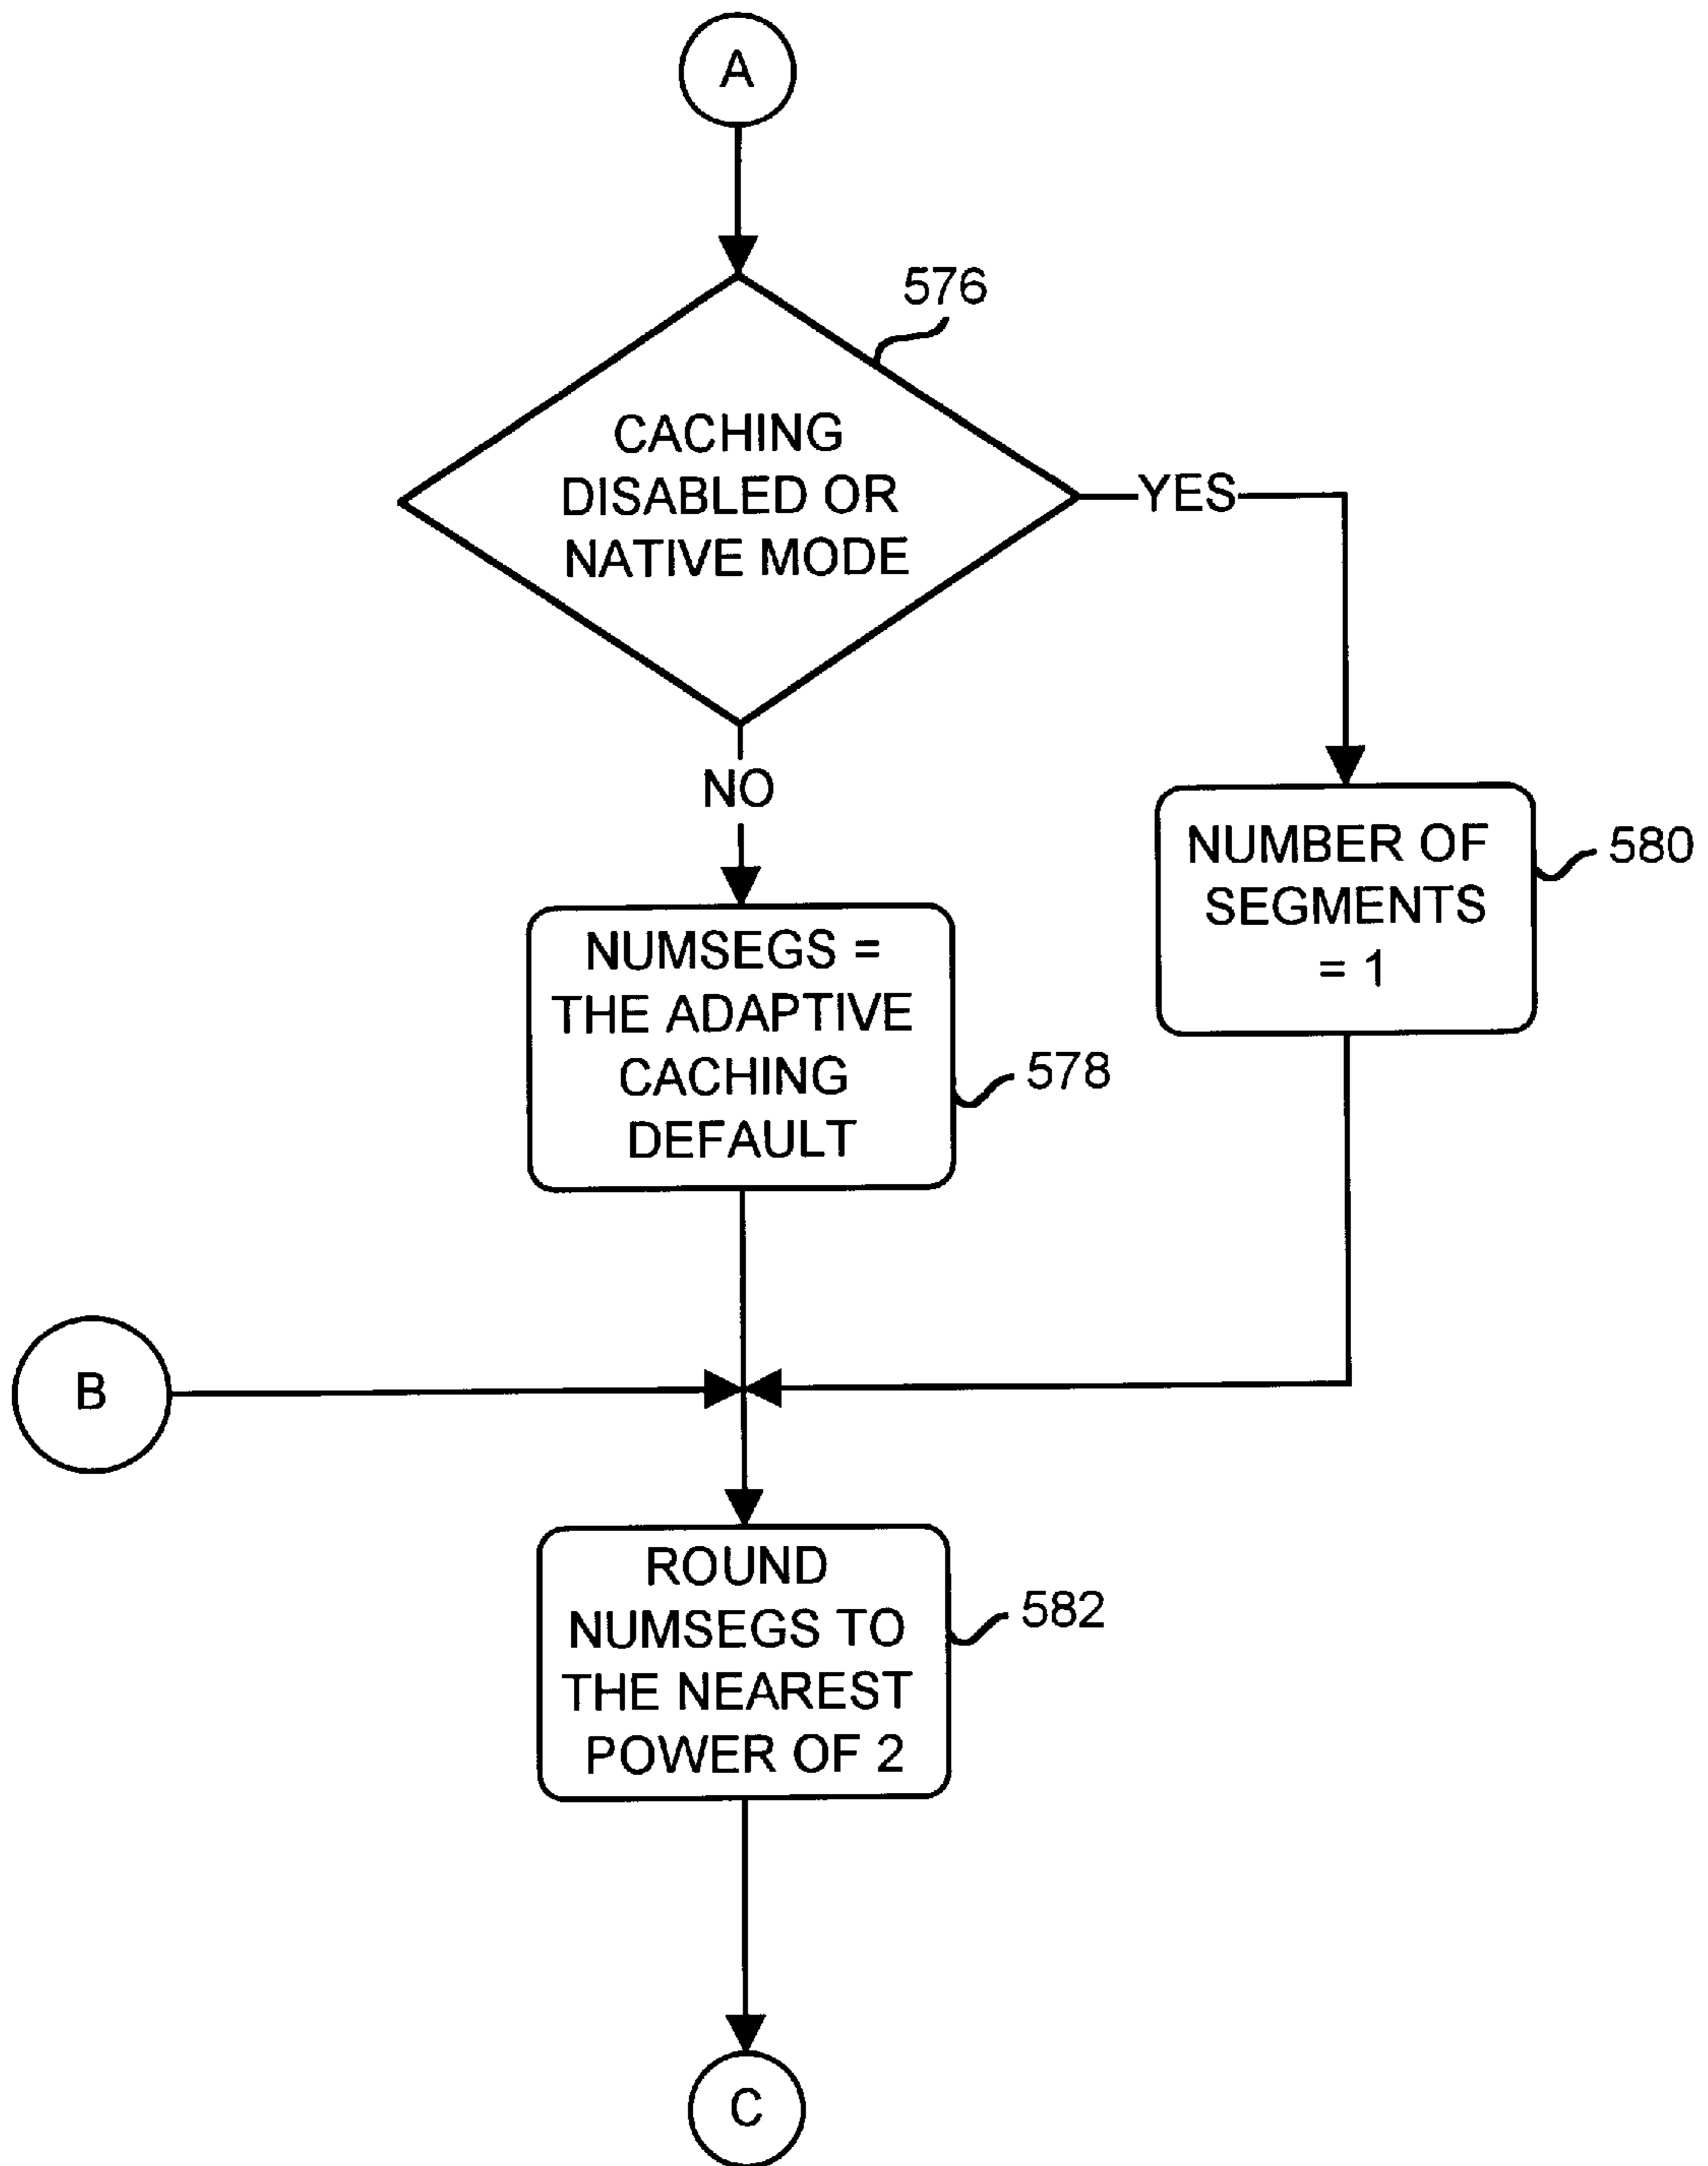 A
576
CACHING
DISABLED OR
NATIVE MODE
YES
NO
NUMBER OF
SEGMENTS
= 1
580
NUMSEGS =
THE ADAPTIVE
CACHING
DEFAULT
578
B
ROUND
NUMSEGS TO
THE NEAREST
POWER OF 2
582
C